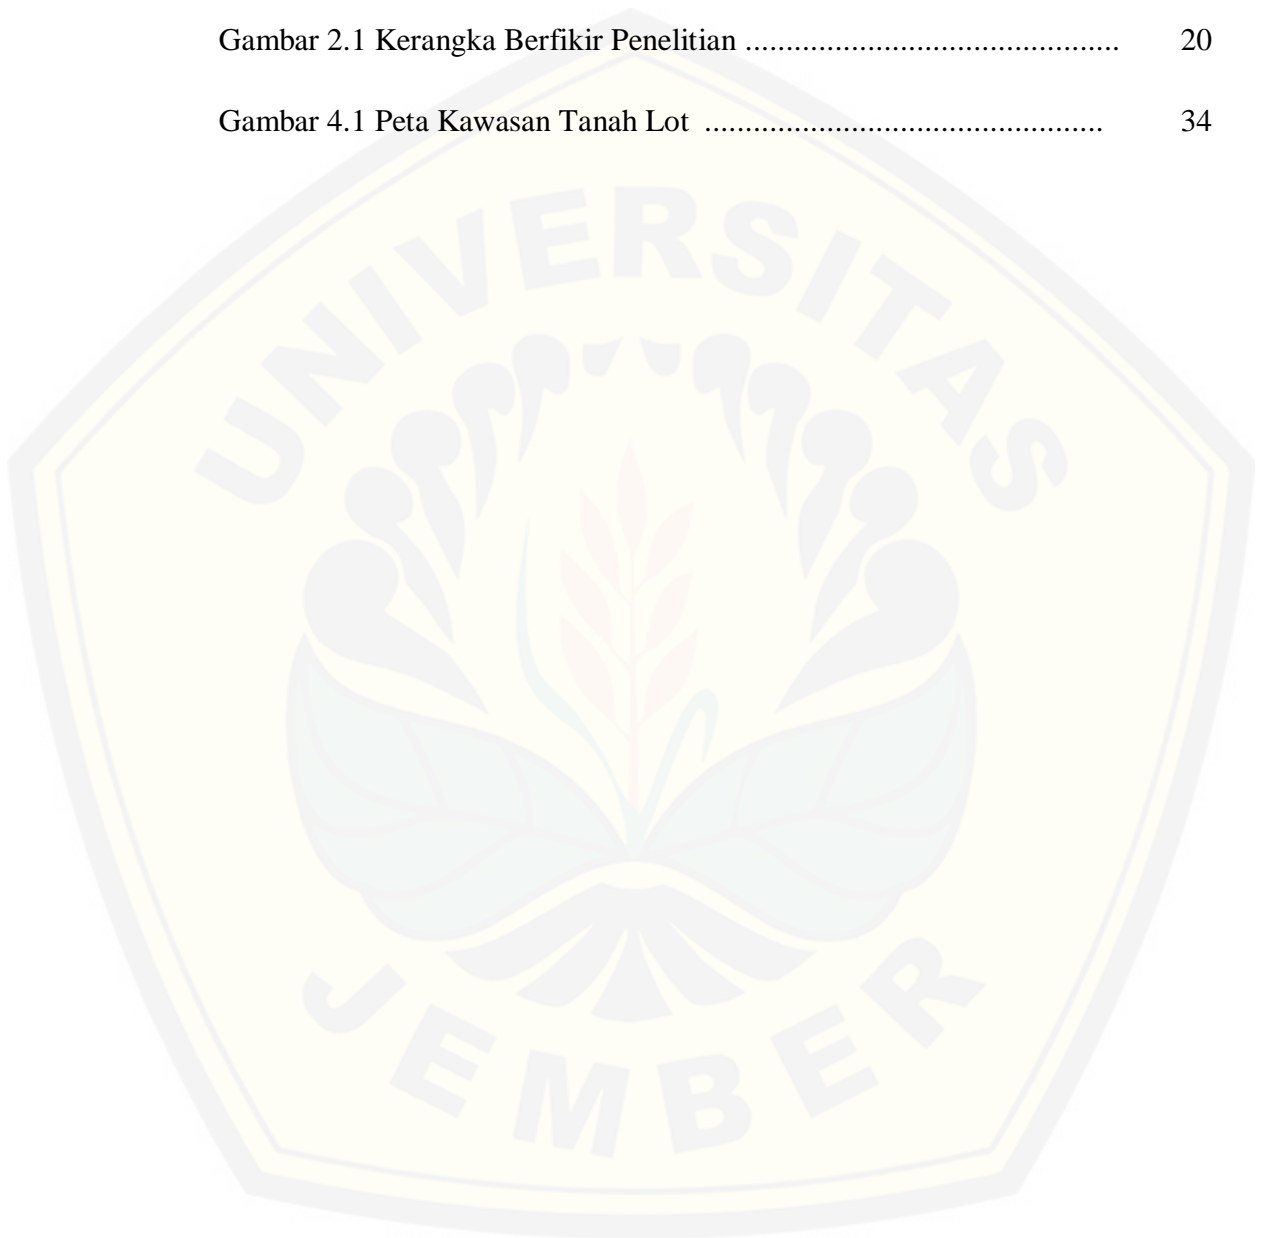 Gambar 2.1 Kerangka Berfikir Penelitian .............................................. 20
Gambar 4.1 Peta Kawasan Tanah Lot ................................................. 34
UNIVERSITAS
JEMBER